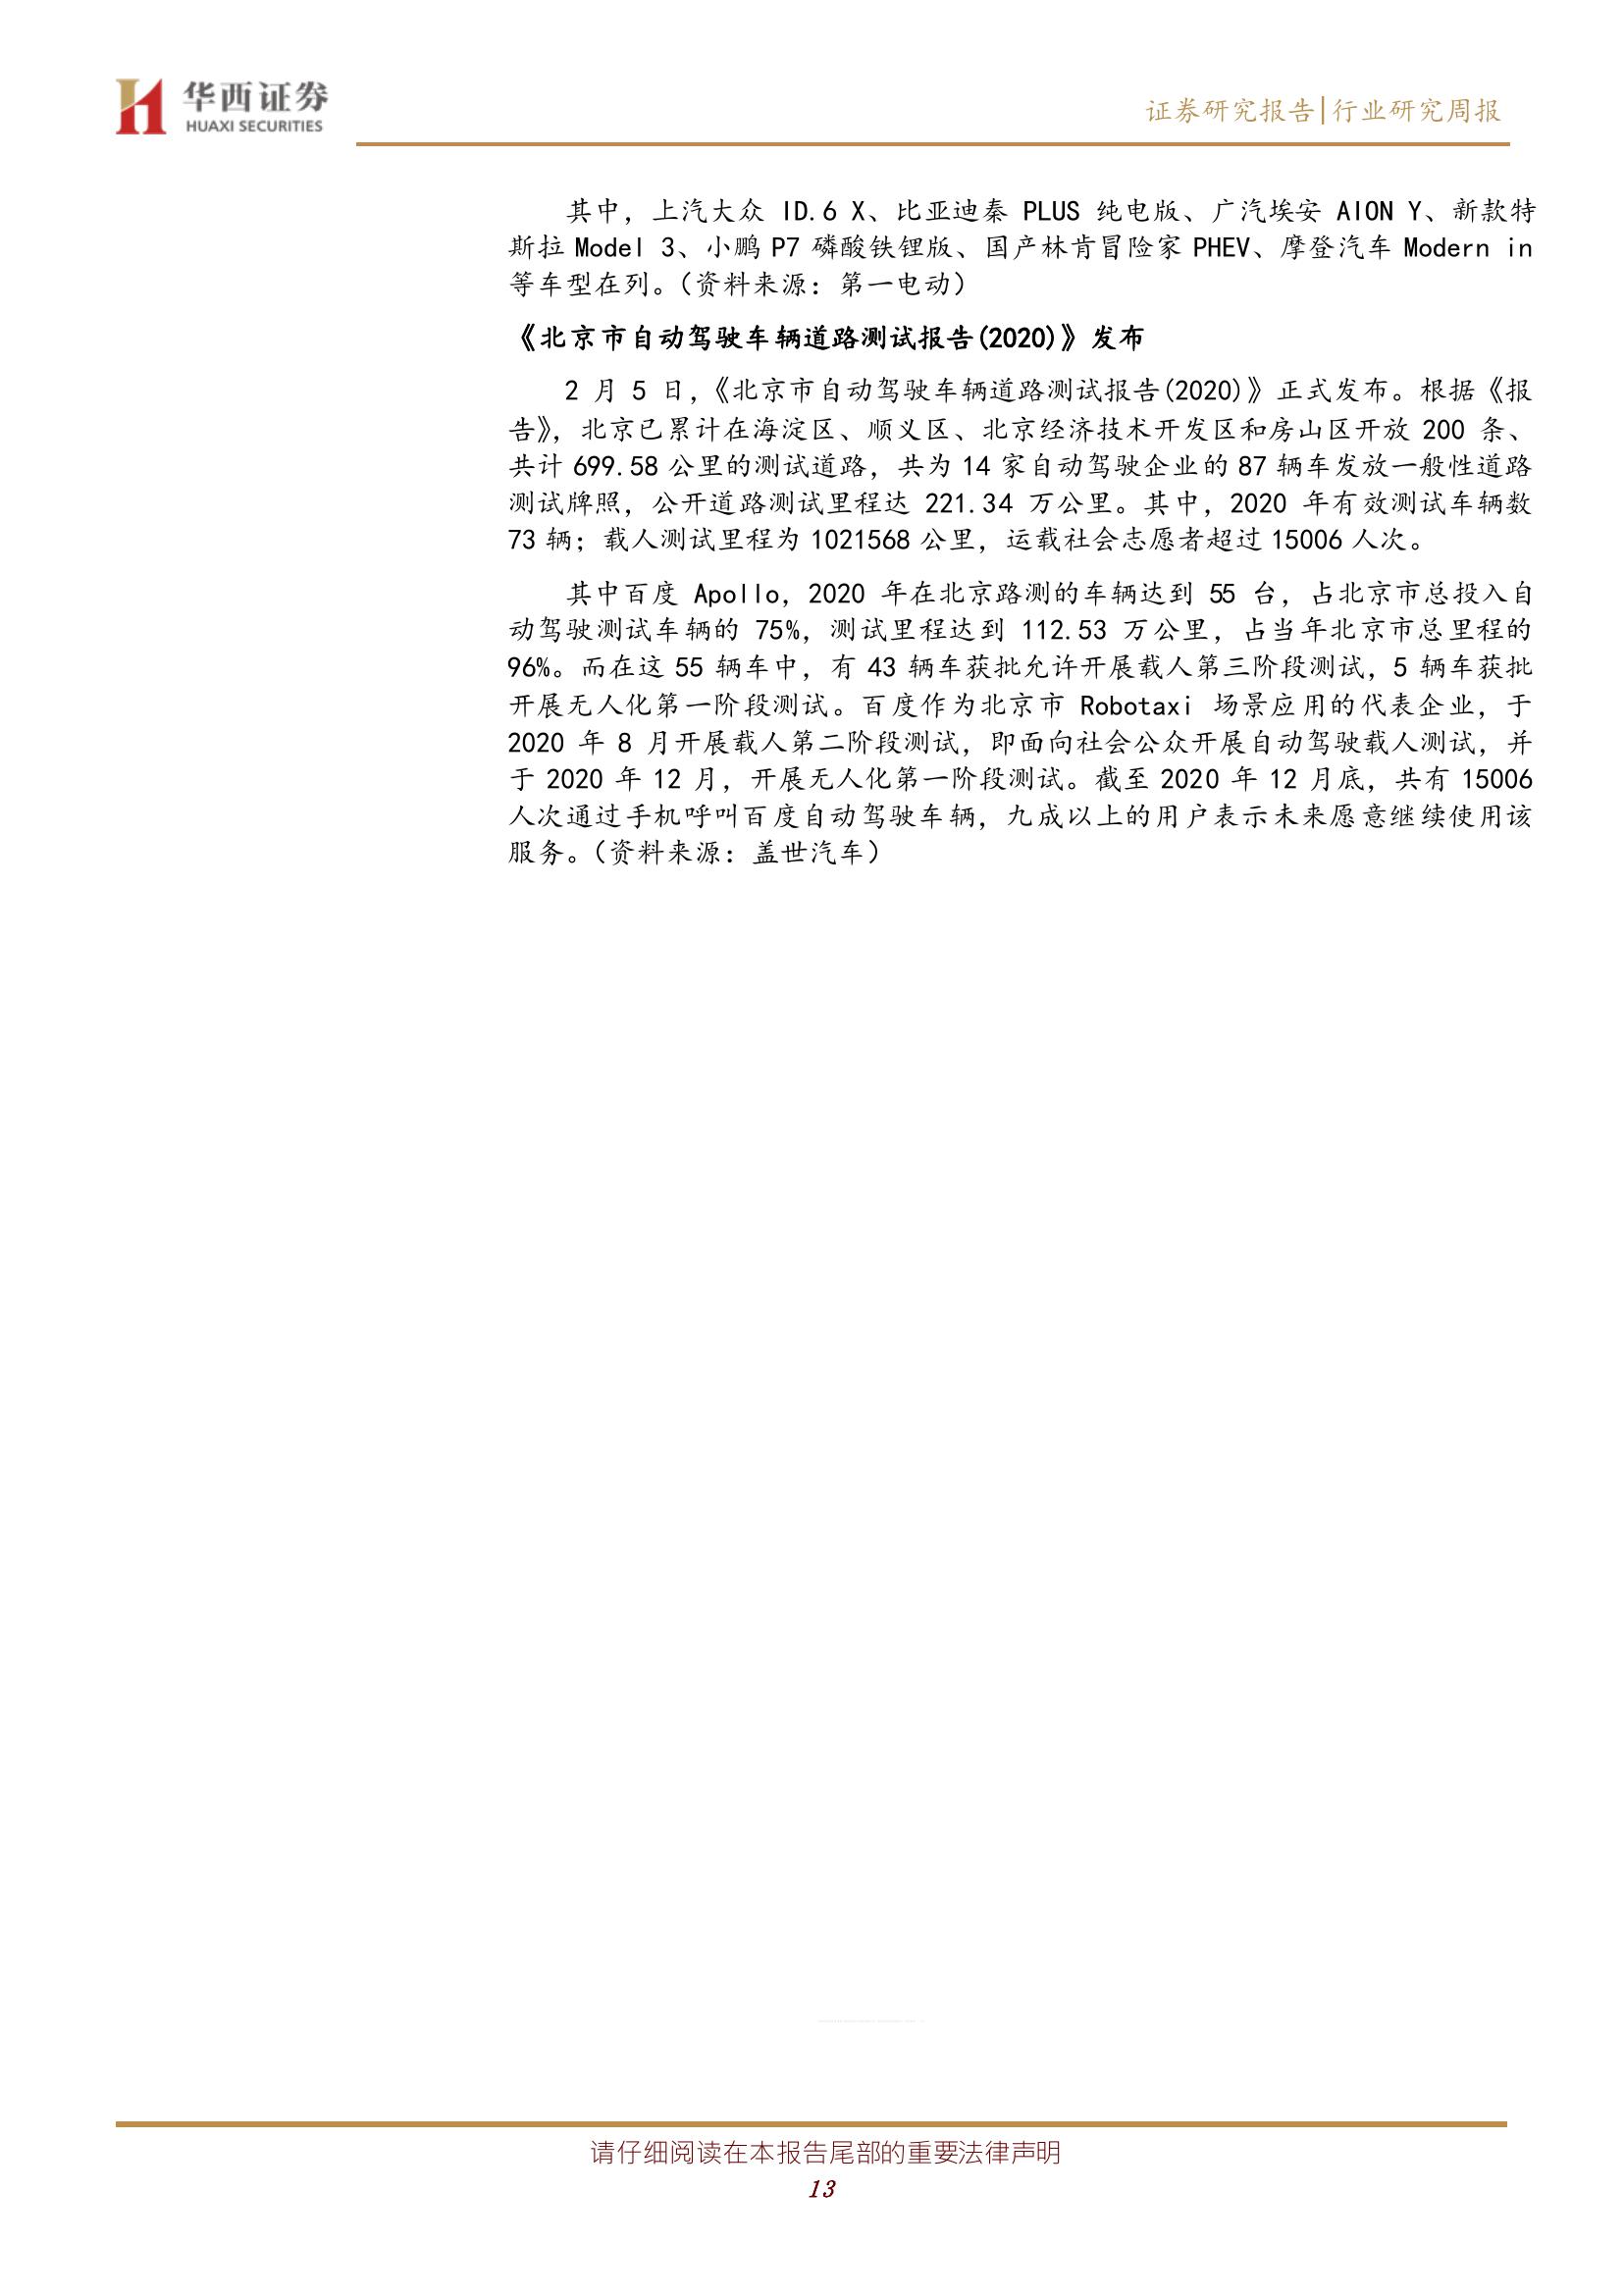 华西证券
HUAXI SECURITIES
证券研究报告|行业研究周报
其中，上汽大众 ID.6 X、比亚迪秦 PLUS 纯电版、广汽埃安 AION Y、新款特
斯拉 Model 3、小鹏 P7 磷酸铁锂版、国产林肯冒险家 PHEV、摩登汽车 Modern in
等车型在列。（资料来源：第一电动）
《北京市自动驾驶车辆道路测试报告(2020)》发布
2 月 5 日，《北京市自动驾驶车辆道路测试报告(2020)》正式发布。根据《报
告》，北京已累计在海淀区、顺义区、北京经济技术开发区和房山区开放 200 条、
共计 699.58 公里的测试道路，共为 14 家自动驾驶企业的 87 辆车发放一般性道路
测试牌照，公开道路测试里程达 221.34 万公里。其中，2020 年有效测试车辆数
73 辆；载人测试里程为 1021568 公里，运载社会志愿者超过 15006 人次。
其中百度 Apollo，2020 年在北京路测的车辆达到 55 台，占北京市总投入自
动驾驶测试车辆的 75%，测试里程达到 112.53 万公里，占当年北京市总里程的
96%。而在这 55 辆车中，有 43 辆车获批允许开展载人第三阶段测试，5 辆车获批
开展无人化第一阶段测试。百度作为北京市 Robotaxi 场景应用的代表企业，于
2020 年 8 月开展载人第二阶段测试，即面向社会公众开展自动驾驶载人测试，并
于 2020 年 12 月，开展无人化第一阶段测试。截至 2020 年 12 月底，共有 15006
人次通过手机呼叫百度自动驾驶车辆，九成以上的用户表示未来愿意继续使用该
服务。（资料来源：盖世汽车）
请仔细阅读在本报告尾部的重要法律声明
13